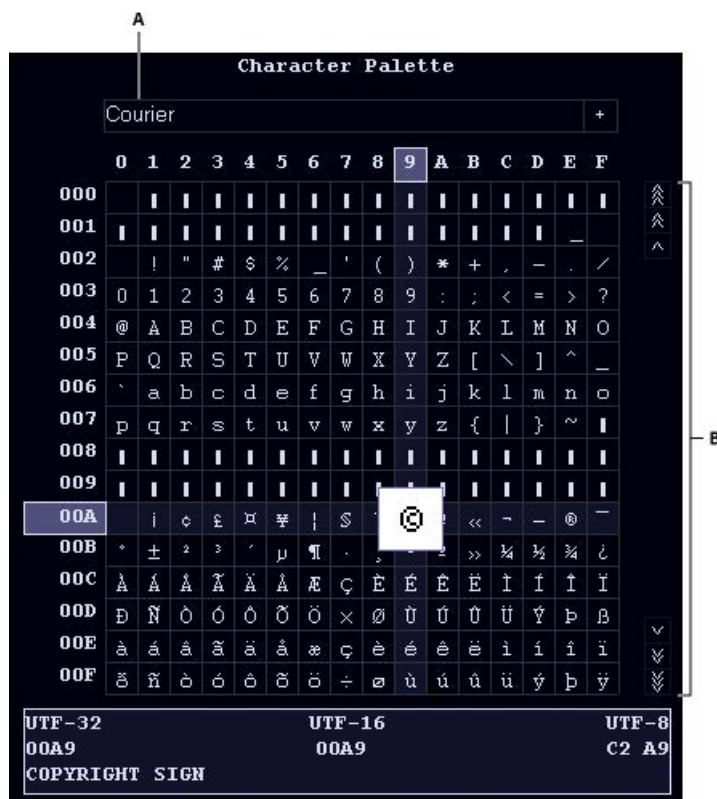 A
Character Palette
Courier +
0 1 2 3 4 5 6 7 8 9 A B C D E F
000
001 _
002 ! " # $ % _ ' ( ) * + , – . /
003 0 1 2 3 4 5 6 7 8 9 : ; < = > ?
004 @ A B C D E F G H I J K L M N O
005 P Q R S T U V W X Y Z [ \ ] ^ _
006 ` a b c d e f g h i j k l m n o
007 p q r s t u v w x y z { | } ~
008
009
00A ¡ ¢ £ ¤ ¥ ¦ § © « ¬ – ® ¯
00B ° ± ² ³ ´ µ ¶ · » ¼ ½ ¾ ¿
00C À Á Â Ã Ä Å Æ Ç È É Ê Ë Ì Í Î Ï
00D Ð Ñ Ò Ó Ô Õ Ö × Ø Ù Ú Û Ü Ý Þ ß
00E à á â ã ä å æ ç è é ê ë ì í î ï
00F ð ñ ò ó ô õ ö ÷ ø ù ú û ü ý þ ÿ
B
UTF-32 UTF-16 UTF-8
00A9 00A9 C2 A9
COPYRIGHT SIGN